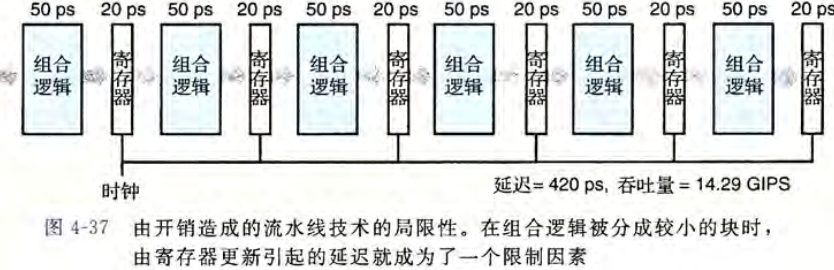 50 ps 20 ps 50 ps 20 ps 50 ps 20 ps 50 ps 20 ps 50 ps 20 ps 50 ps 20 ps
组合逻辑 寄存器 组合逻辑 寄存器 组合逻辑 寄存器 组合逻辑 寄存器 组合逻辑 寄存器 组合逻辑 寄存器
时钟
延迟= 420 ps, 吞吐量 = 14.29 GIPS
图 4-37 由开销造成的流水线技术的局限性。在组合逻辑被分成较小的块时，
由寄存器更新引起的延迟就成为了一个限制因素